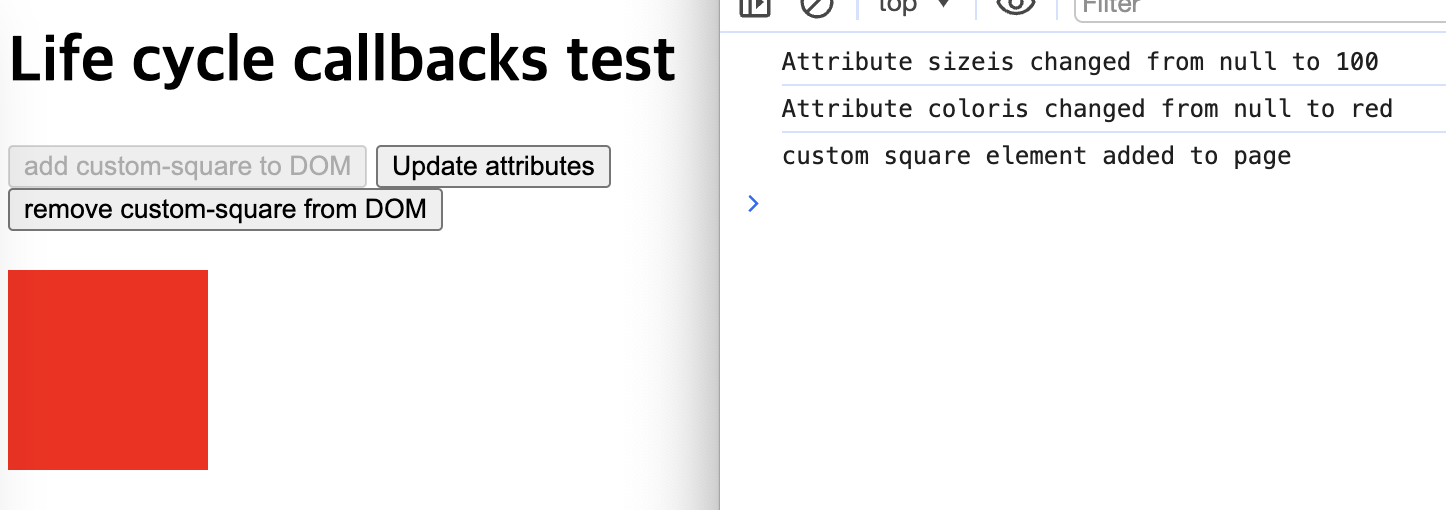 Life cycle callbacks test
add custom-square to DOM
Update attributes
remove custom-square from DOM
top
Filter
Attribute sizeis changed from null to 100
Attribute coloris changed from null to red
custom square element added to page